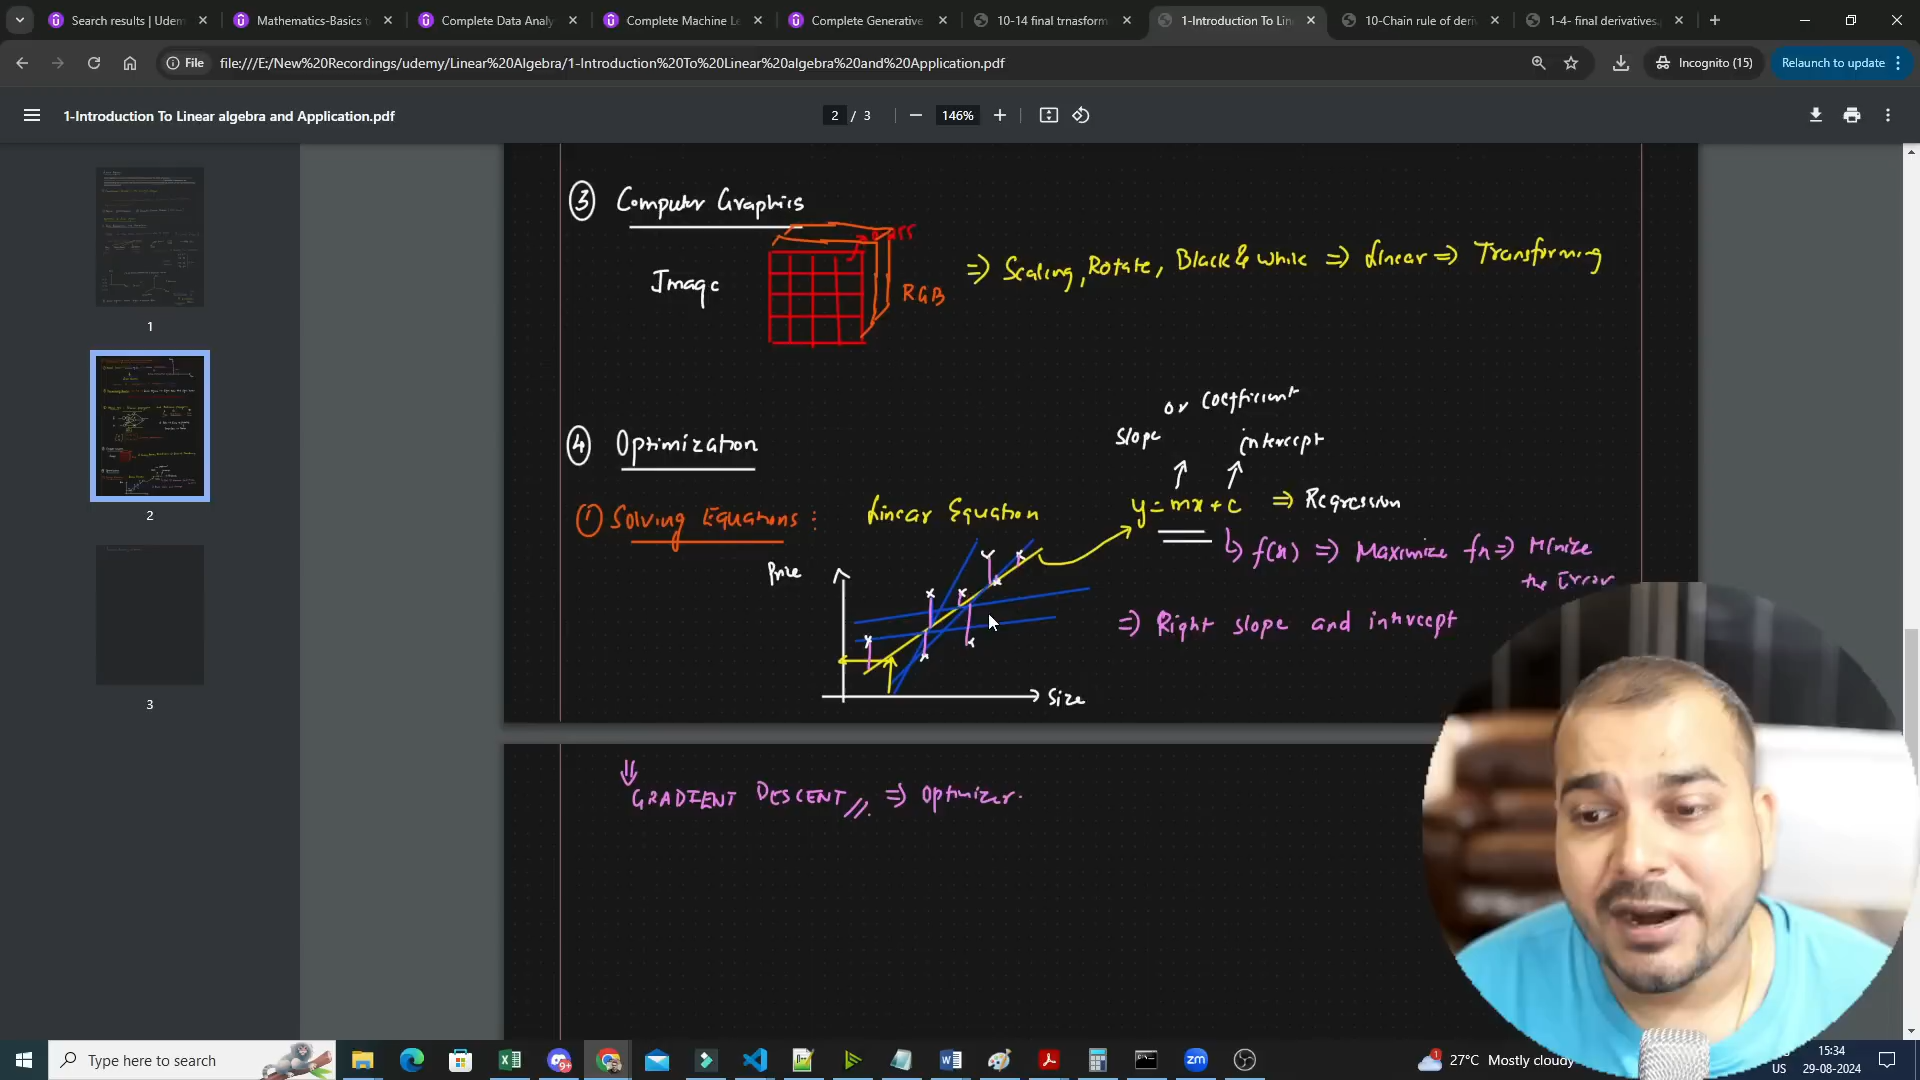 Search results | Udem
Mathematics-Basics t
Complete Data Analy
Complete Machine Le
Complete Generative
10-14 final trnasform
1-Introduction To Lin
10-Chain rule of deri
1-4- final derivatives.
File
file:///E:/New%20Recordings/udemy/Linear%20Algebra/1-Introduction%20To%20Linear%20algebra%20and%20Application.pdf
Incognito (15)
Relaunch to update
1-Introduction To Linear algebra and Application.pdf
2 / 3
146%
1
2
3
③ Computer Graphics
Image
RGB
⇒ Scaling, Rotate, Black & White ⇒ Linear ⇒ Transforming
④ Optimization
or Coefficient
Slope
intercept
① Solving Equations :
Linear Equation
y = mx + c ⇒ Regression
↳ f(x) ⇒ Maximize fn ⇒ Minize
the Error
Price
Size
⇒ Right slope and intercept
⇓
GRADIENT DESCENT // . ⇒ Optimizer.
Type here to search
27°C Mostly cloudy
15:34
US
29-08-2024